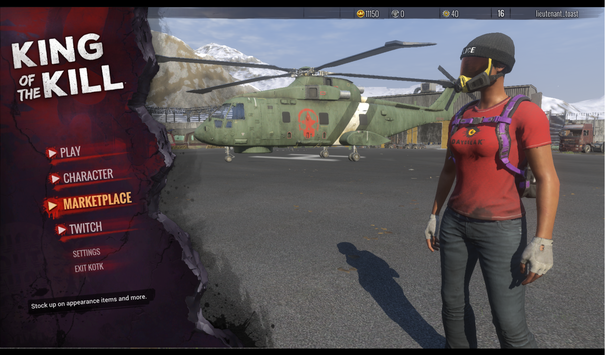 11150
0
40
16
lieutenant_toast
KING
OF THE
KILL
PLAY
CHARACTER
MARKETPLACE
TWITCH
SETTINGS
EXIT KOTK
Stock up on appearance items and more.